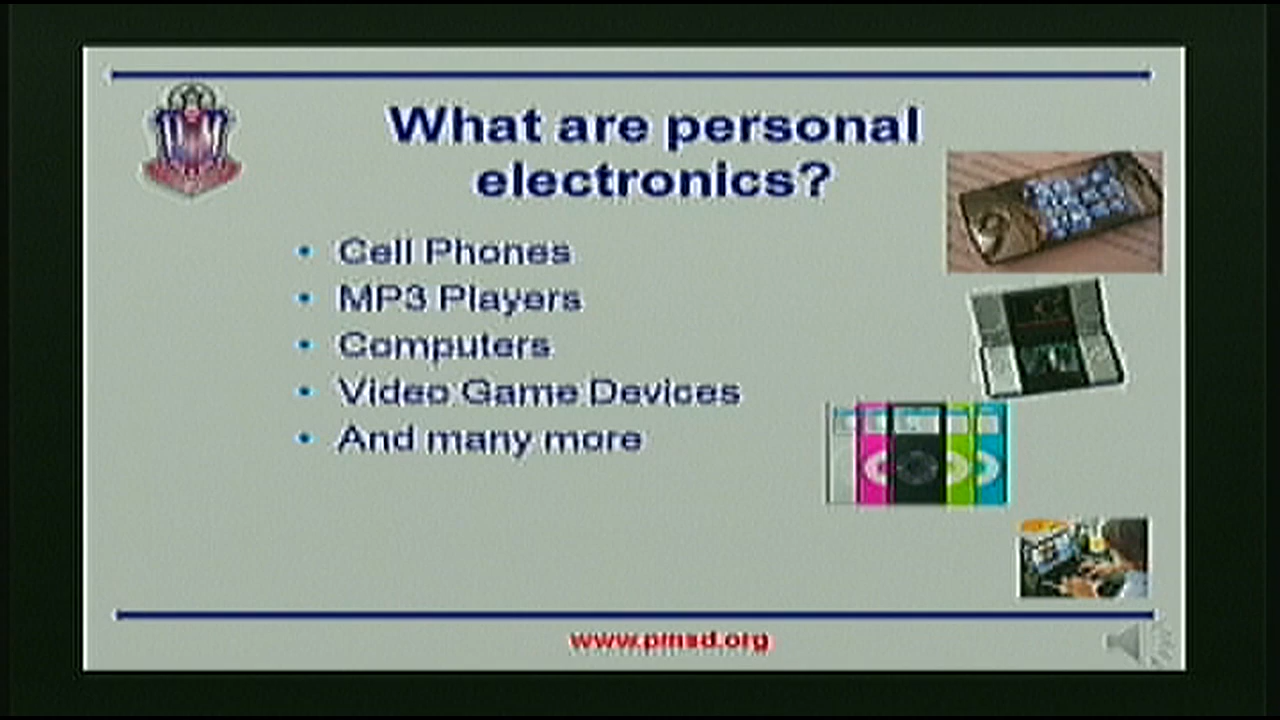 What are personal
electronics?
• Cell Phones
• MP3 Players
• Computers
• Video Game Devices
• And many more
www.pmsd.org